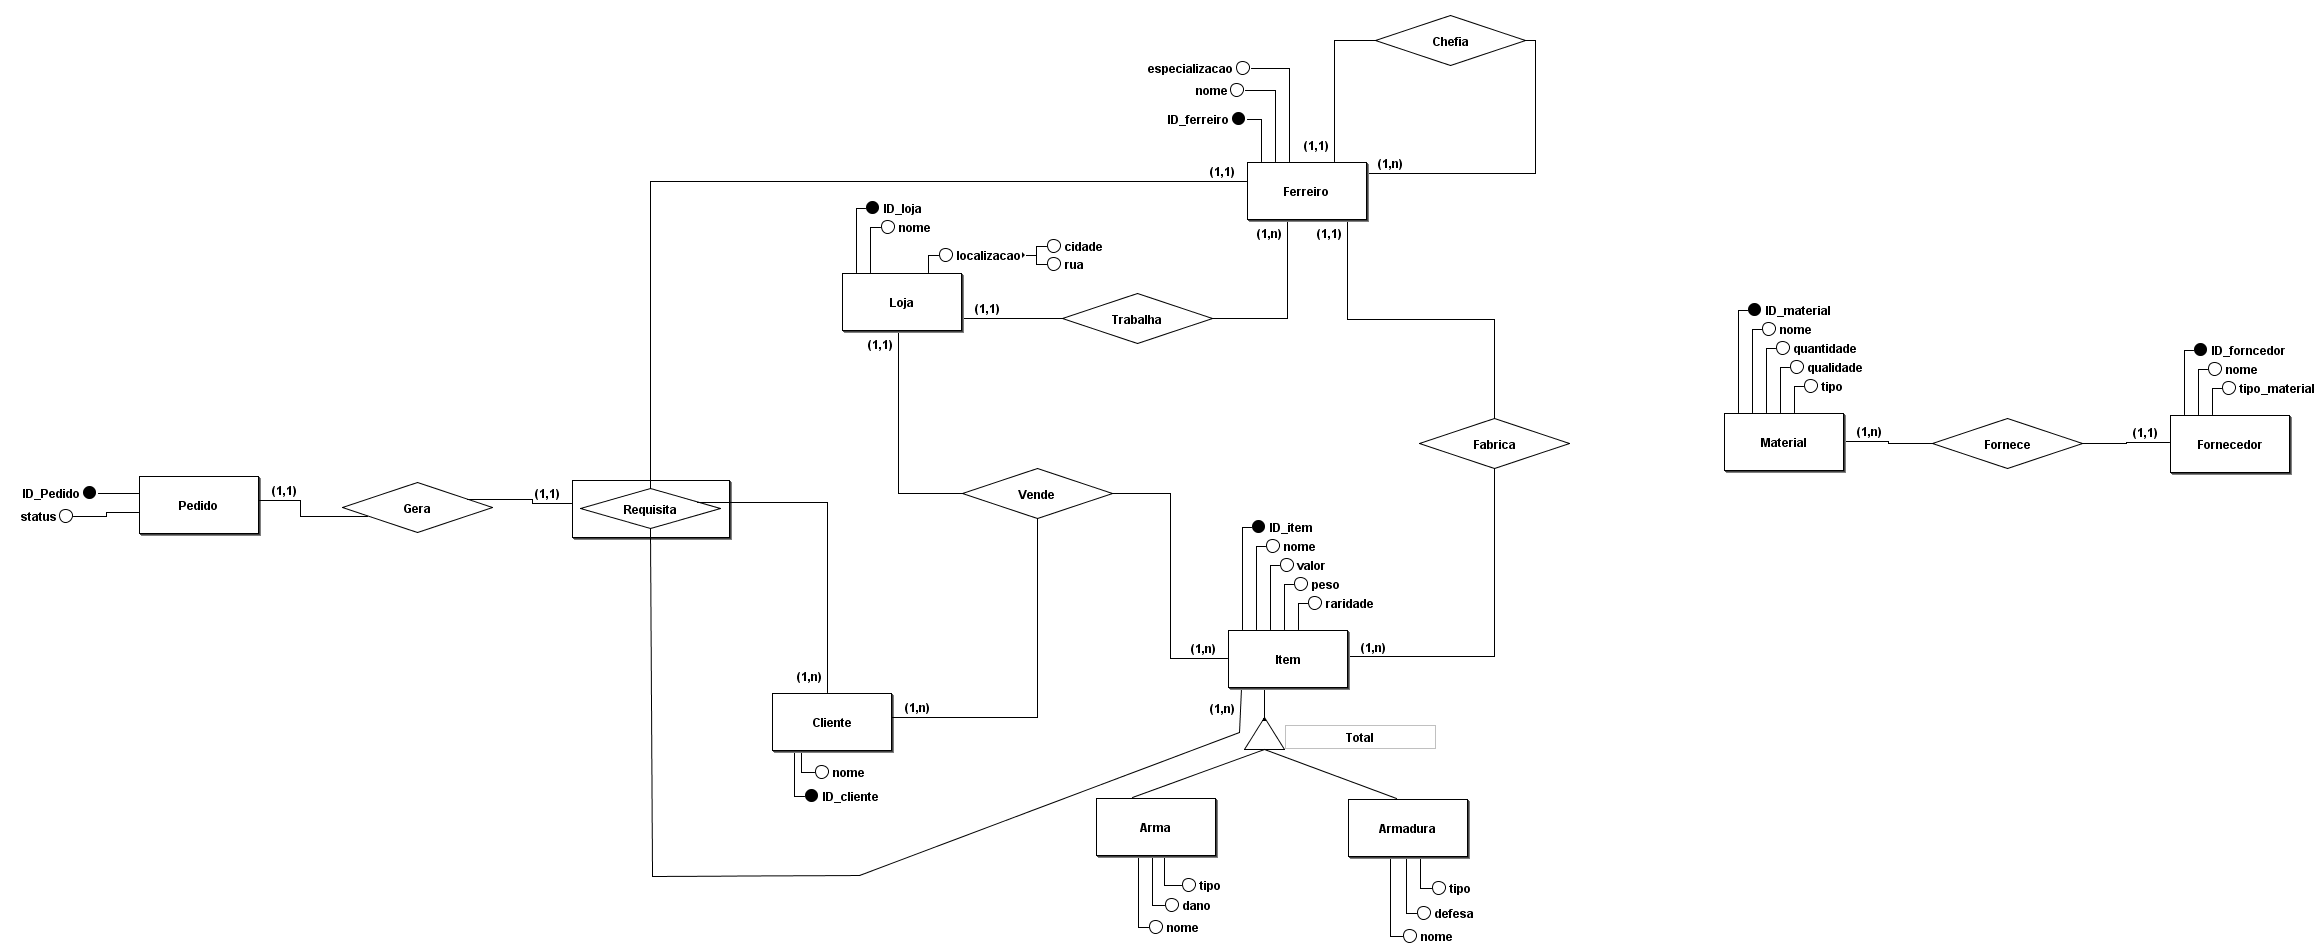 Chefia
especializacao
nome
ID_ferreiro
(1,1)
(1,n)
(1,1)
Ferreiro
(1,n)
(1,1)
ID_loja
nome
localizacao
cidade
rua
Loja
(1,1)
Trabalha
(1,1)
ID_material
nome
quantidade
qualidade
tipo
Material
(1,n)
Fornece
(1,1)
ID_forncedor
nome
tipo_material
Fornecedor
Fabrica
ID_Pedido
status
Pedido
(1,1)
Gera
(1,1)
Requisita
Vende
ID_item
nome
valor
peso
raridade
(1,n)
Item
(1,n)
(1,n)
(1,n)
Cliente
(1,n)
nome
ID_cliente
Total
Arma
Armadura
tipo
dano
nome
tipo
defesa
nome